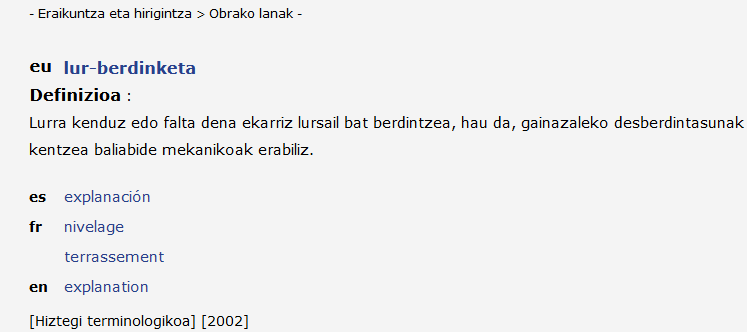 - Eraikuntza eta hirigintza > Obrako lanak -
eu lur-berdinketa
Definizioa :
Lurra kenduz edo falta dena ekarriz lursail bat berdintzea, hau da, gainazaleko desberdintasunak
kentzea baliabide mekanikoak erabiliz.
es explanación
fr nivelage
terrassement
en explanation
[Hiztegi terminologikoa] [2002]